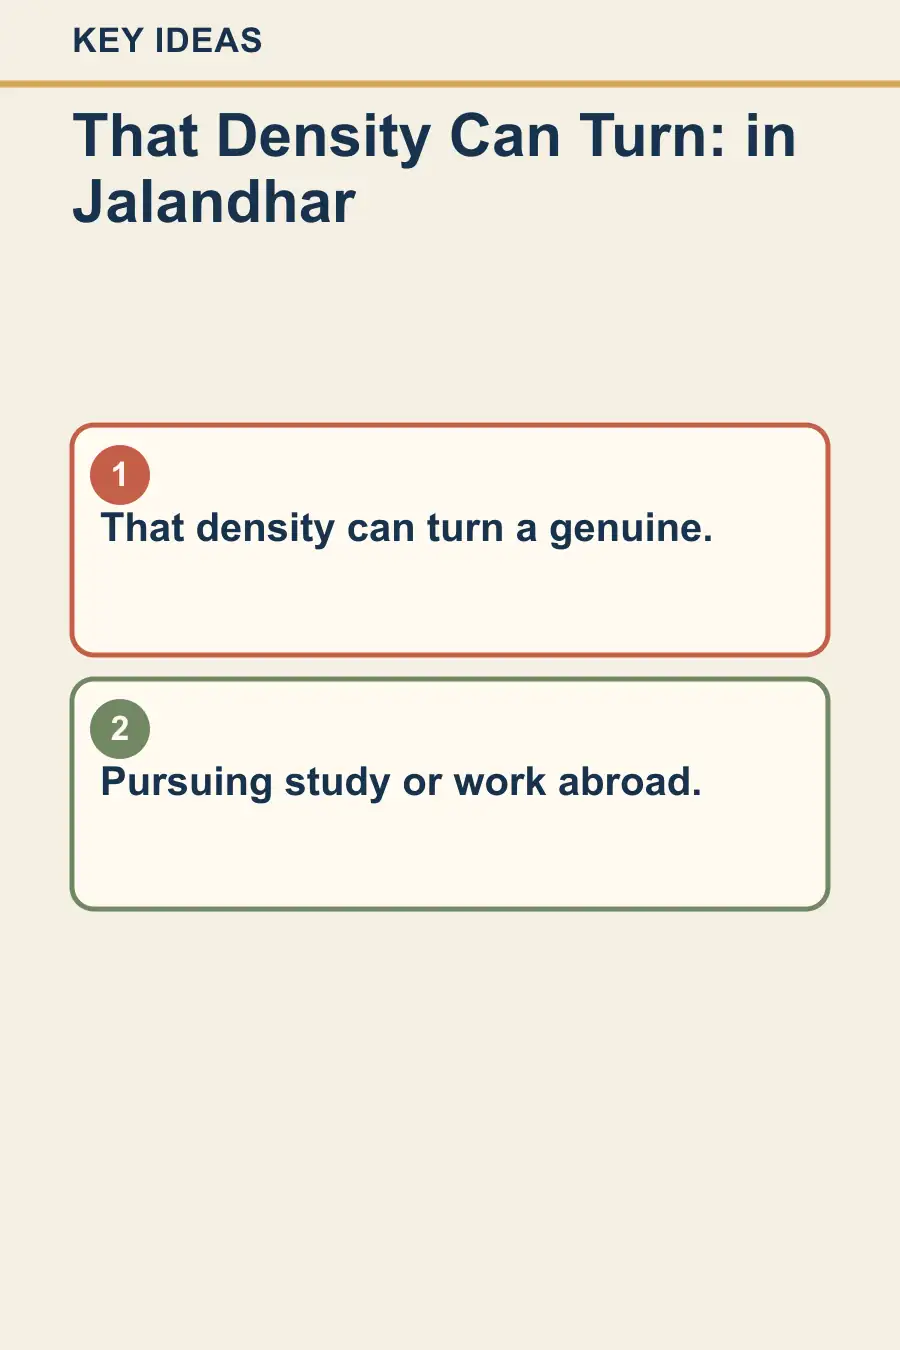 KEY IDEAS
That Density Can Turn: in
Jalandhar
1
That density can turn a genuine.
2
Pursuing study or work abroad.